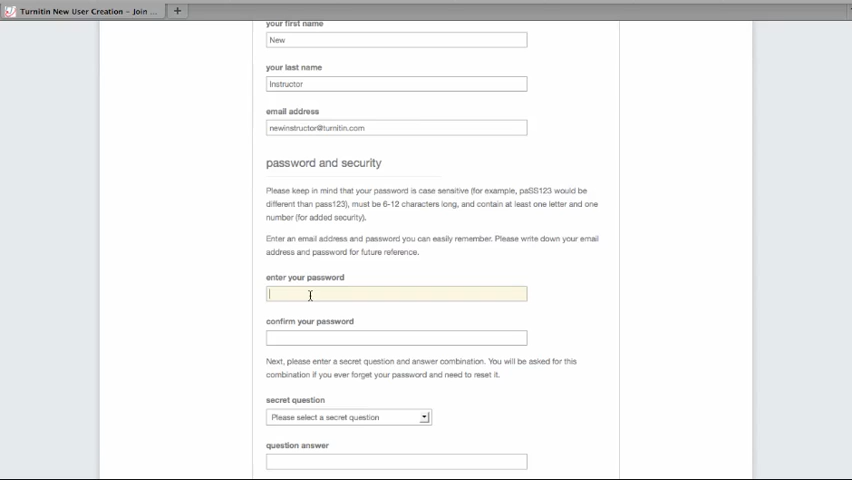 Turnitin New User Creation – Join ...
your first name
New
your last name
Instructor
email address
newinstructor@turnitin.com
password and security
Please keep in mind that your password is case sensitive (for example, paSS123 would be
different than pass123), must be 6-12 characters long, and contain at least one letter and one
number (for added security).
Enter an email address and password you can easily remember. Please write down your email
address and password for future reference.
enter your password
confirm your password
Next, please enter a secret question and answer combination. You will be asked for this
combination if you ever forget your password and need to reset it.
secret question
Please select a secret question
question answer